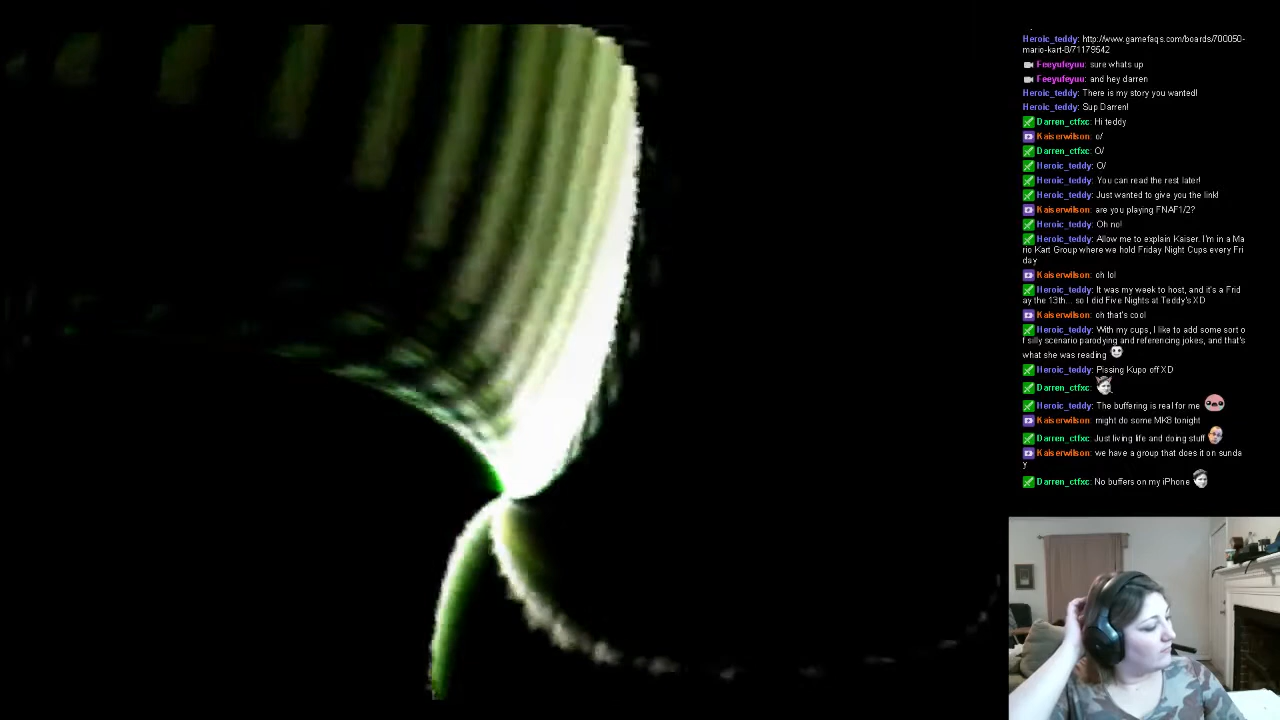 Heroic_teddy: http://www.gamefaqs.com/boards/700050-
mario-kart-8/71179542
Feeyufeyuu: sure whats up
Feeyufeyuu: and hey darren
Heroic_teddy: There is my story you wanted!
Heroic_teddy: Sup Darren!
Darren_ctfxc: Hi teddy
Kaiserwilson: o/
Darren_ctfxc: O/
Heroic_teddy: O/
Heroic_teddy: You can read the rest later!
Heroic_teddy: Just wanted to give you the link!
Kaiserwilson: are you playing FNAF1/2?
Heroic_teddy: Oh no!
Heroic_teddy: Allow me to explain Kaiser. I'm in a Ma
rio Kart Group where we hold Friday Night Cups every Fri
day
Kaiserwilson: oh lol
Heroic_teddy: It was my week to host, and it's a Frid
ay the 13th... so I did Five Nights at Teddy's XD
Kaiserwilson: oh that's cool
Heroic_teddy: With my cups, I like to add some sort o
f silly scenario parodying and referencing jokes, and that's
what she was reading
Heroic_teddy: Pissing Kupo off XD
Darren_ctfxc:
Heroic_teddy: The buffering is real for me
Kaiserwilson: might do some MK8 tonight
Darren_ctfxc: Just living life and doing stuff
Kaiserwilson: we have a group that does it on sunda
y
Darren_ctfxc: No buffers on my iPhone